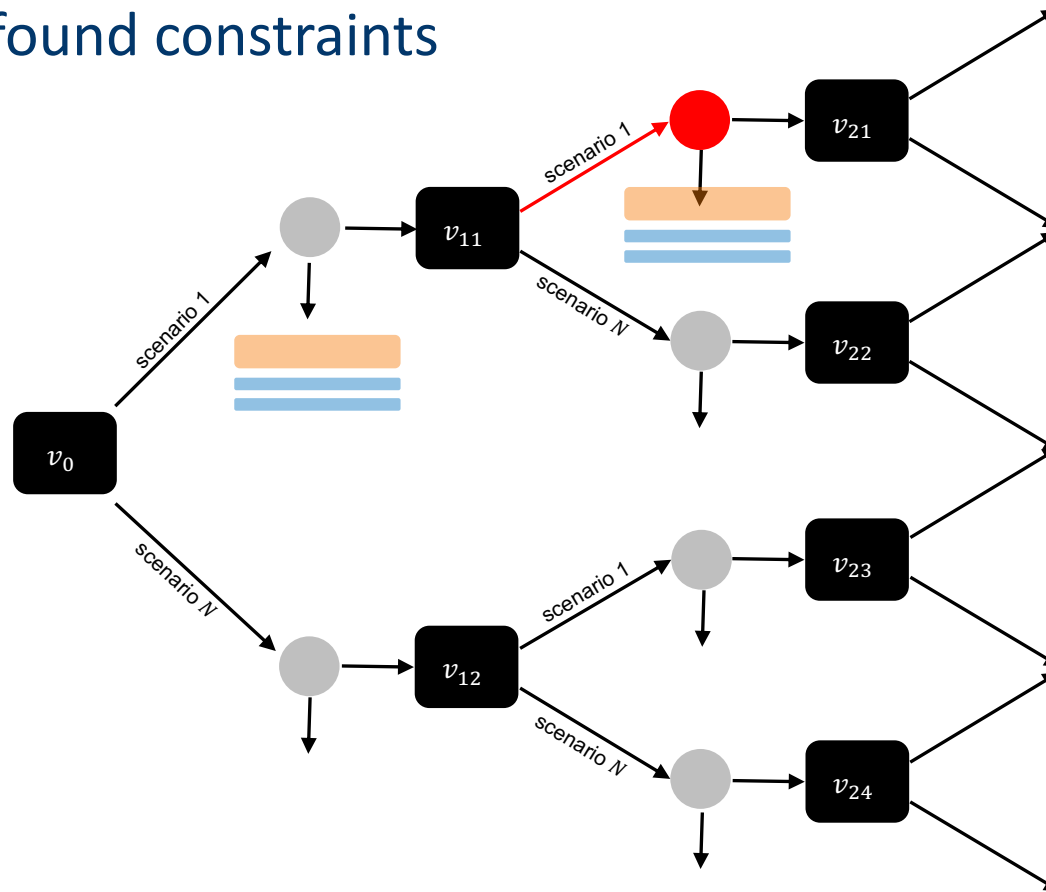 found constraints
scenario 1
v₂₁
v₁₁
scenario N
v₂₂
scenario 1
v₀
scenario N
scenario 1
v₂₃
v₁₂
scenario N
v₂₄